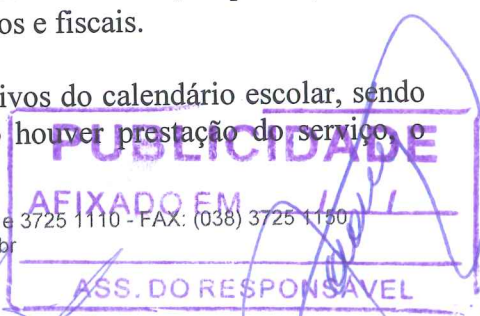 os e fiscais.
ivos do calendário escolar, sendo
houver prestação do serviço, o
PUBLICIDADE
AFIXADO EM / /
e 3725 1110 - FAX: (038) 3725 1150
br
ASS. DO RESPONSÁVEL